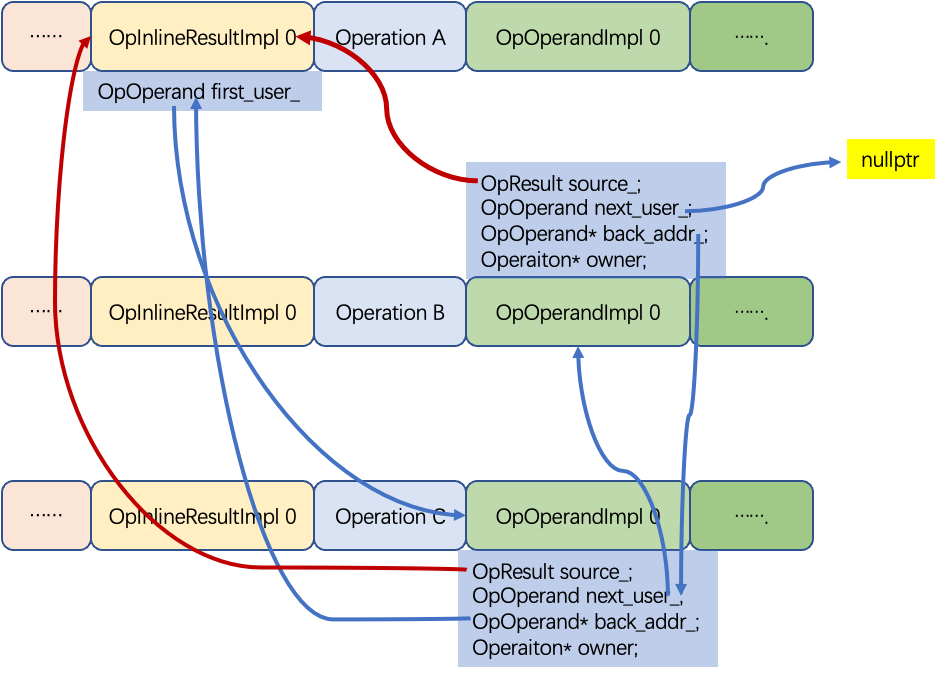 ······ OpInlineResultImpl 0 Operation A OpOperandImpl 0 ······.
OpOperand first_user_
nullptr
OpResult source_;
OpOperand next_user_;
OpOperand* back_addr_;
Operaiton* owner;
······ OpInlineResultImpl 0 Operation B OpOperandImpl 0 ······.
······ OpInlineResultImpl 0 Operation C OpOperandImpl 0 ······.
OpResult source_;
OpOperand next_user_;
OpOperand* back_addr_;
Operaiton* owner;